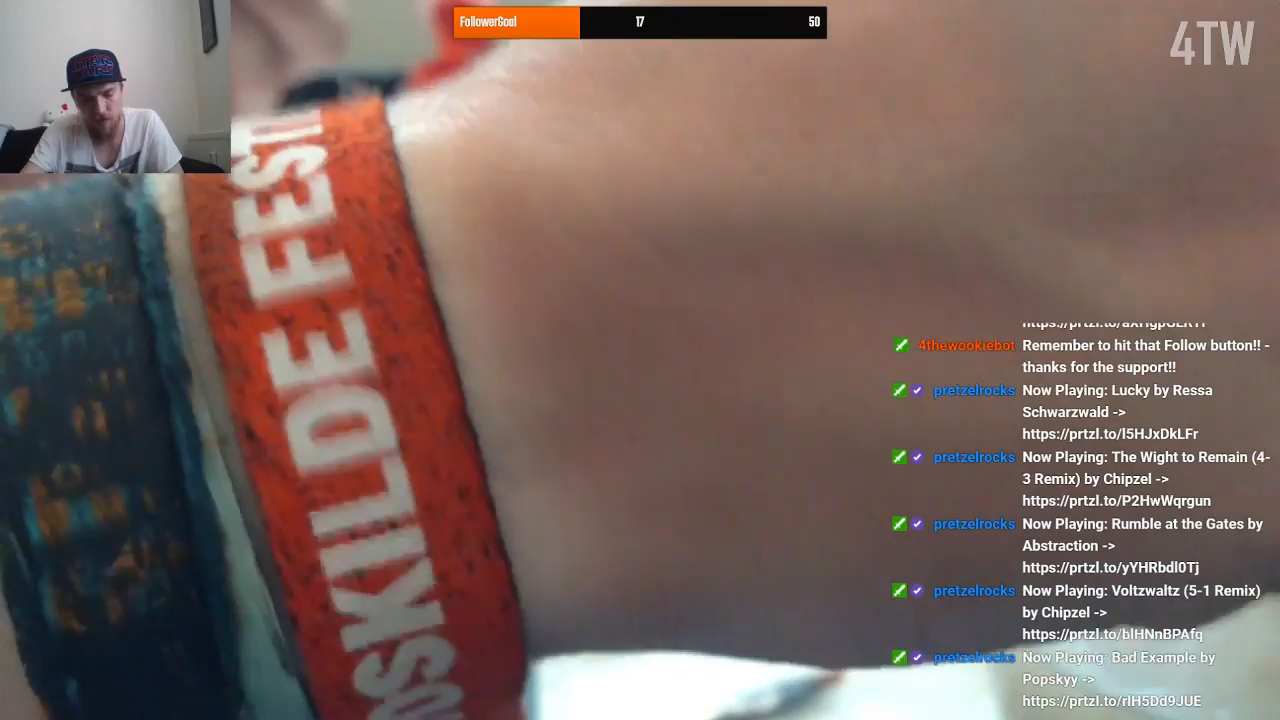 FollowerGoal 17 50
4TW
STAR WARS
ROSKILDE FEST
4thewookiebot Remember to hit that Follow button!! -
thanks for the support!!
pretzelrocks Now Playing: Lucky by Ressa
Schwarzwald ->
https://prtzl.to/l5HJxDkLFr
pretzelrocks Now Playing: The Wight to Remain (4-
3 Remix) by Chipzel ->
https://prtzl.to/P2HwWqrgun
pretzelrocks Now Playing: Rumble at the Gates by
Abstraction ->
https://prtzl.to/yYHRbdl0Tj
pretzelrocks Now Playing: Voltzwaltz (5-1 Remix)
by Chipzel ->
https://prtzl.to/blHNnBPAfq
pretzelrocks Now Playing: Bad Example by
Popskyy ->
https://prtzl.to/rlH5Dd9JUE